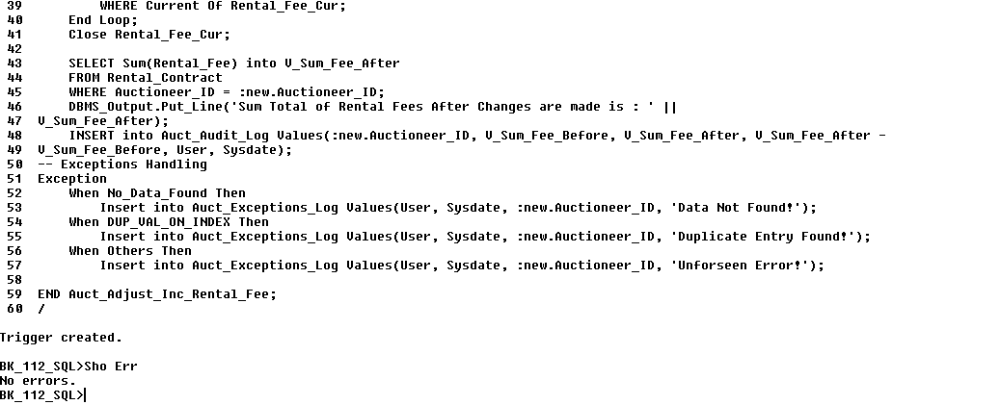 39          WHERE Current Of Rental_Fee_Cur;
40      End Loop;
41      Close Rental_Fee_Cur;
42
43      SELECT Sum(Rental_Fee) into V_Sum_Fee_After
44      FROM Rental_Contract
45      WHERE Auctioneer_ID = :new.Auctioneer_ID;
46      DBMS_Output.Put_Line('Sum Total of Rental Fees After Changes are made is : ' ||
47  V_Sum_Fee_After);
48      INSERT into Auct_Audit_Log Values(:new.Auctioneer_ID, V_Sum_Fee_Before, V_Sum_Fee_After, V_Sum_Fee_After -
49  V_Sum_Fee_Before, User, Sysdate);
50  -- Exceptions Handling
51  Exception
52      When No_Data_Found Then
53          Insert into Auct_Exceptions_Log Values(User, Sysdate, :new.Auctioneer_ID, 'Data Not Found!');
54      When DUP_VAL_ON_INDEX Then
55          Insert into Auct_Exceptions_Log Values(User, Sysdate, :new.Auctioneer_ID, 'Duplicate Entry Found!');
56      When Others Then
57          Insert into Auct_Exceptions_Log Values(User, Sysdate, :new.Auctioneer_ID, 'Unforseen Error!');
58
59  END Auct_Adjust_Inc_Rental_Fee;
60  /
Trigger created.
BK_112_SQL>Sho Err
No errors.
BK_112_SQL>